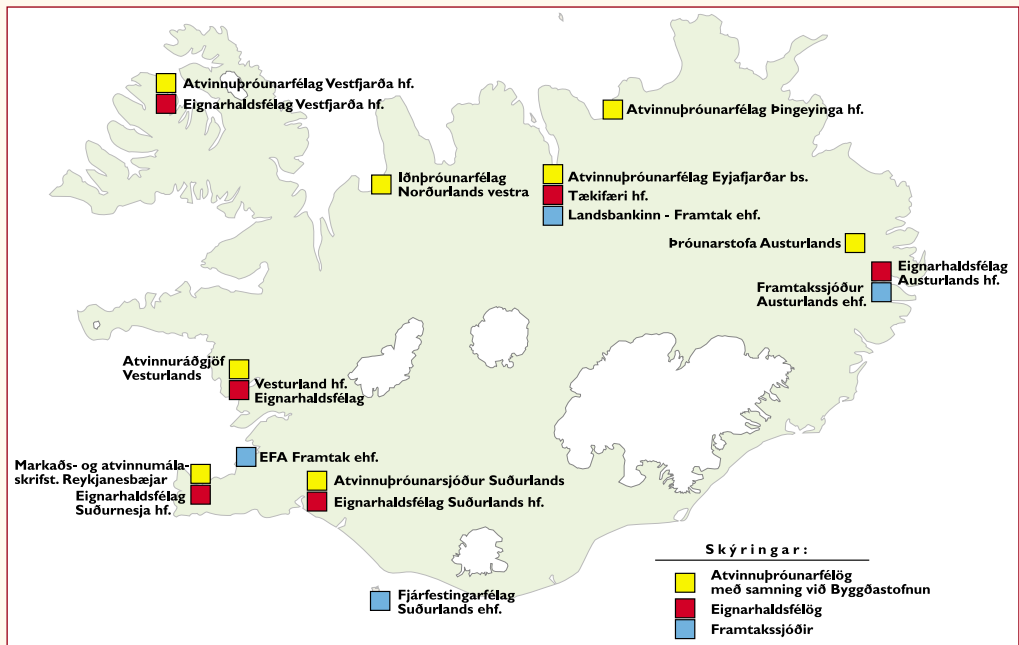 Atvinnuþróunarfélag Vestfjarða hf.
Eignarhaldsfélag Vestfjarða hf.
Atvinnuþróunarfélag Þingeyinga hf.
Iðnþróunarfélag
Norðurlands vestra
Atvinnuþróunarfélag Eyjafjarðar bs.
Tækifæri hf.
Landsbankinn - Framtak ehf.
Þróunarstofa Austurlands
Eignarhaldsfélag
Austurlands hf.
Framtakssjóður
Austurlands ehf.
Atvinnuráðgjöf
Vesturlands
Vesturland hf.
Eignarhaldsfélag
EFA Framtak ehf.
Markaðs- og atvinnumála-
skrifst. Reykjanesbæjar
Eignarhaldsfélag
Suðurnesja hf.
Atvinnuþróunarsjóður Suðurlands
Eignarhaldsfélag Suðurlands hf.
Fjárfestingarfélag
Suðurlands ehf.
Skýringar:
Atvinnuþróunarfélög
með samning við Byggðastofnun
Eignarhaldsfélög
Framtakssjóðir